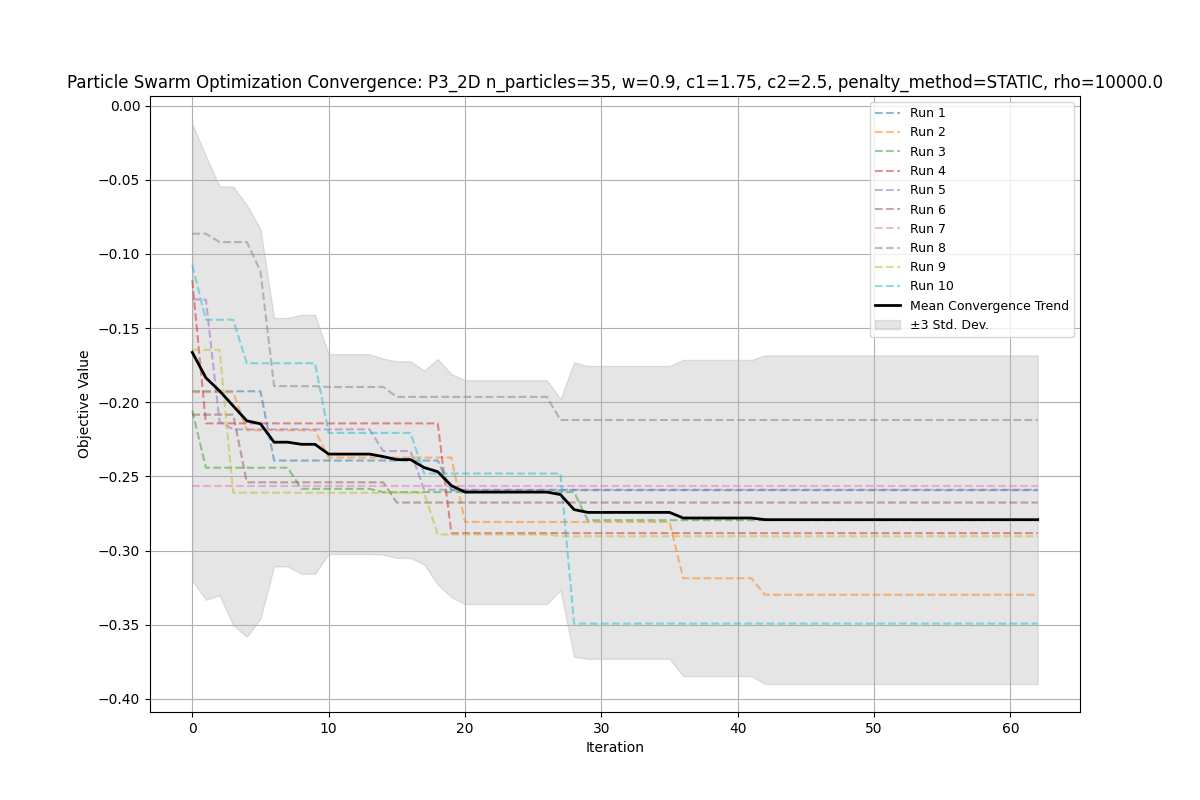 Particle Swarm Optimization Convergence: P3_2D n_particles=35, w=0.9, c1=1.75, c2=2.5, penalty_method=STATIC, rho=10000.0
Objective Value
0.00
−0.05
−0.10
−0.15
−0.20
−0.25
−0.30
−0.35
−0.40
Run 1
Run 2
Run 3
Run 4
Run 5
Run 6
Run 7
Run 8
Run 9
Run 10
Mean Convergence Trend
±3 Std. Dev.
0 10 20 30 40 50 60
Iteration